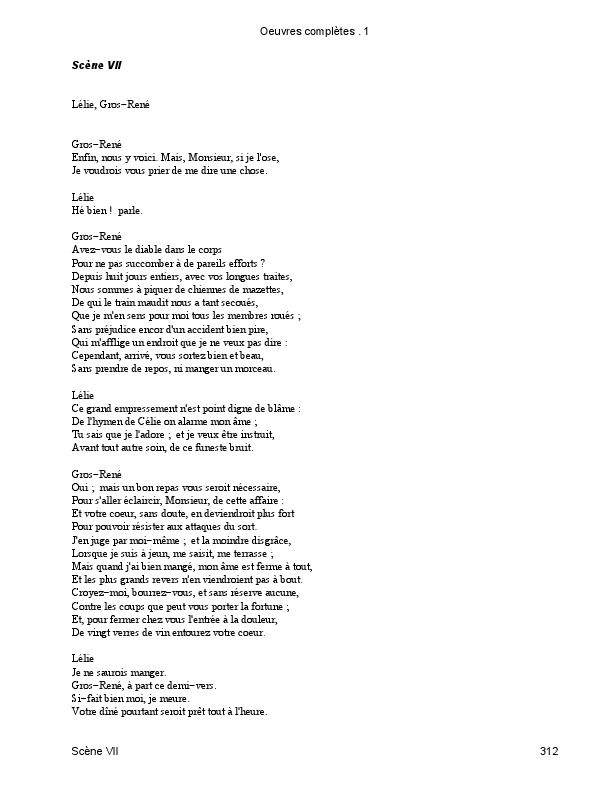 Oeuvres complètes . 1
Scène VII
Lélie, Gros−René
Gros−René
Enfin, nous y voici. Mais, Monsieur, si je l'ose,
Je voudrois vous prier de me dire une chose.
Lélie
Hé bien ! parle.
Gros−René
Avez−vous le diable dans le corps
Pour ne pas succomber à de pareils efforts ?
Depuis huit jours entiers, avec vos longues traites,
Nous sommes à piquer de chiennes de mazettes,
De qui le train maudit nous a tant secoués,
Que je m'en sens pour moi tous les membres roués ;
Sans préjudice encor d'un accident bien pire,
Qui m'afflige un endroit que je ne veux pas dire :
Cependant, arrivé, vous sortez bien et beau,
Sans prendre de repos, ni manger un morceau.
Lélie
Ce grand empressement n'est point digne de blâme :
De l'hymen de Célie on alarme mon âme ;
Tu sais que je l'adore ; et je veux être instruit,
Avant tout autre soin, de ce funeste bruit.
Gros−René
Oui ; mais un bon repas vous seroit nécessaire,
Pour s'aller éclaircir, Monsieur, de cette affaire :
Et votre coeur, sans doute, en deviendroit plus fort
Pour pouvoir résister aux attaques du sort.
J'en juge par moi−même ; et la moindre disgrâce,
Lorsque je suis à jeun, me saisit, me terrasse ;
Mais quand j'ai bien mangé, mon âme est ferme à tout,
Et les plus grands revers n'en viendroient pas à bout.
Croyez−moi, bourrez−vous, et sans réserve aucune,
Contre les coups que peut vous porter la fortune ;
Et, pour fermer chez vous l'entrée à la douleur,
De vingt verres de vin entourez votre coeur.
Lélie
Je ne saurois manger.
Gros−René, à part ce demi−vers.
Si−fait bien moi, je meure.
Votre dîné pourtant seroit prêt tout à l'heure.
Scène VII
312